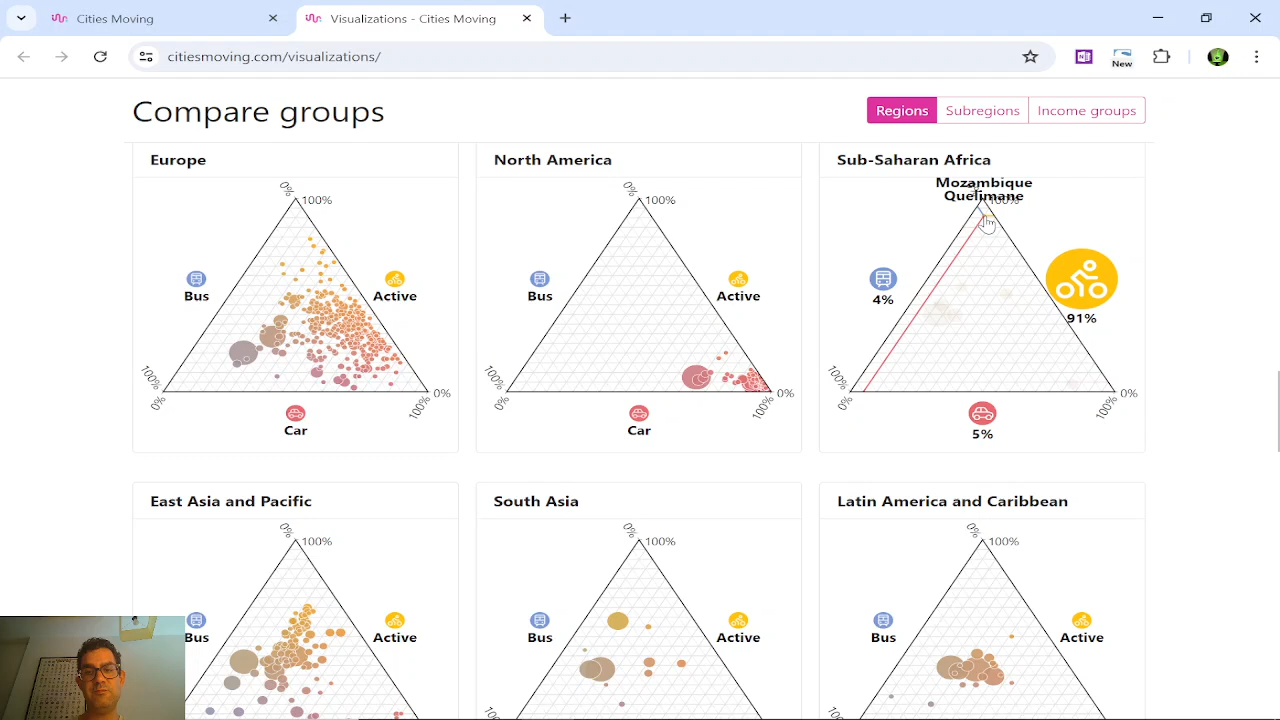 Cities Moving
Visualizations - Cities Moving
citiesmoving.com/visualizations/
New
Compare groups
Regions
Subregions
Income groups
Europe
0%
100%
Bus
Active
100%
0%
100%
0%
Car
North America
0%
100%
Bus
Active
100%
0%
100%
0%
Car
Sub-Saharan Africa
Mozambique
Quelimane
100%
4%
91%
100%
0%
100%
0%
5%
East Asia and Pacific
0%
100%
Bus
Active
South Asia
0%
100%
Bus
Active
100%
Latin America and Caribbean
0%
100%
Bus
Active
100%